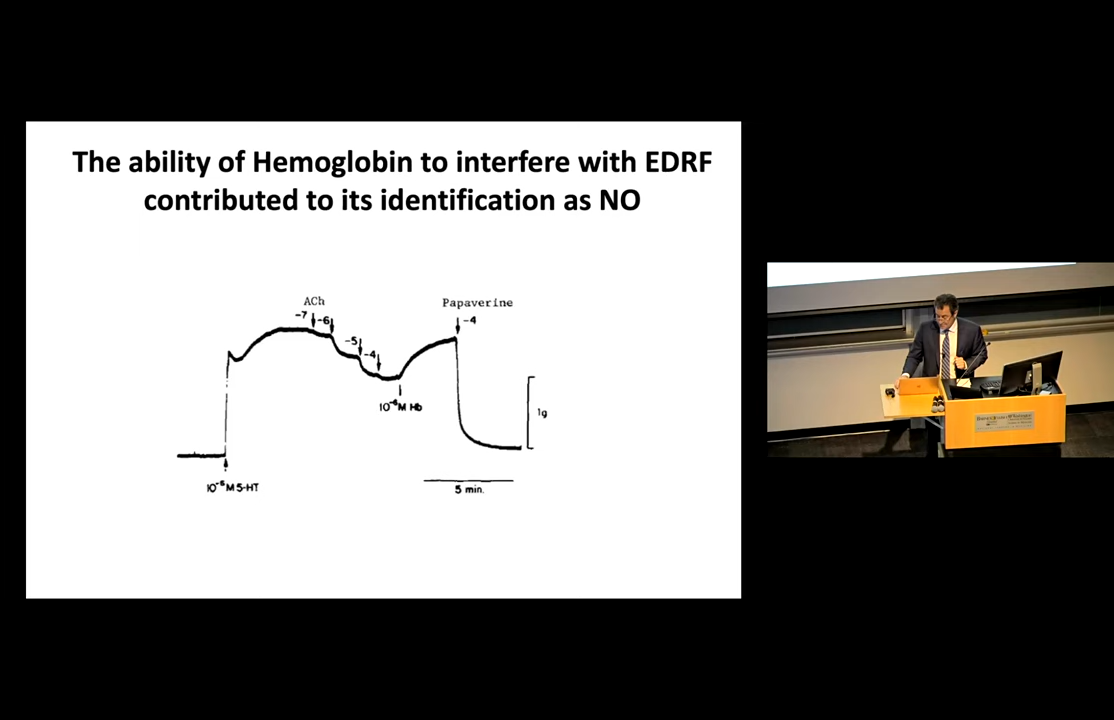 The ability of Hemoglobin to interfere with EDRF
contributed to its identification as NO
ACh
Papaverine
-7
-6
-4
-5
-4
10⁻⁶M Hb
1g
10⁻⁵M 5-HT
5 min.